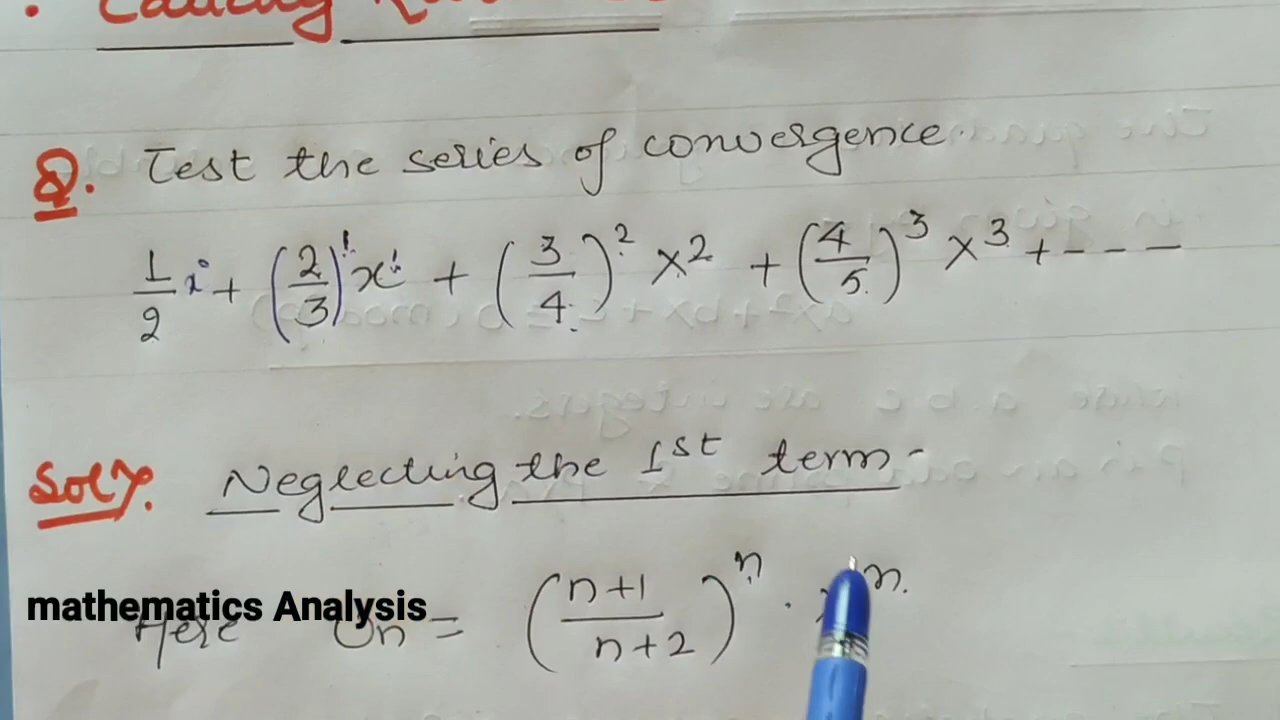 Q. Test the series of convergence.
1/2 x° + (2/3)¹ x¹ + (3/4)² x² + (4/5)³ x³ + - - -
Solⁿ. Neglecting the 1st term -
mathematics Analysis
Here Un = (n+1/n+2)ⁿ . xⁿ.